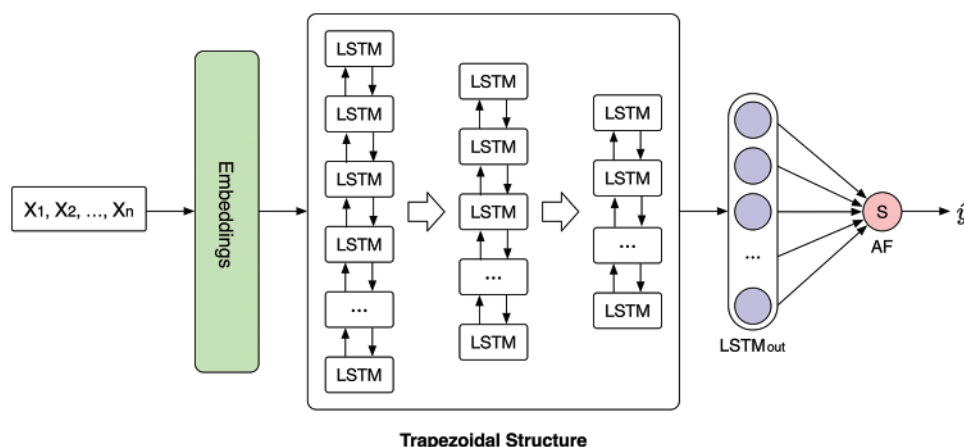 X1, X2, ..., Xn
Embeddings
LSTM
LSTM
LSTM
LSTM
...
LSTM
LSTM
LSTM
LSTM
...
LSTM
LSTM
LSTM
...
LSTM
...
LSTMout
S
AF
ŷ
Trapezoidal Structure